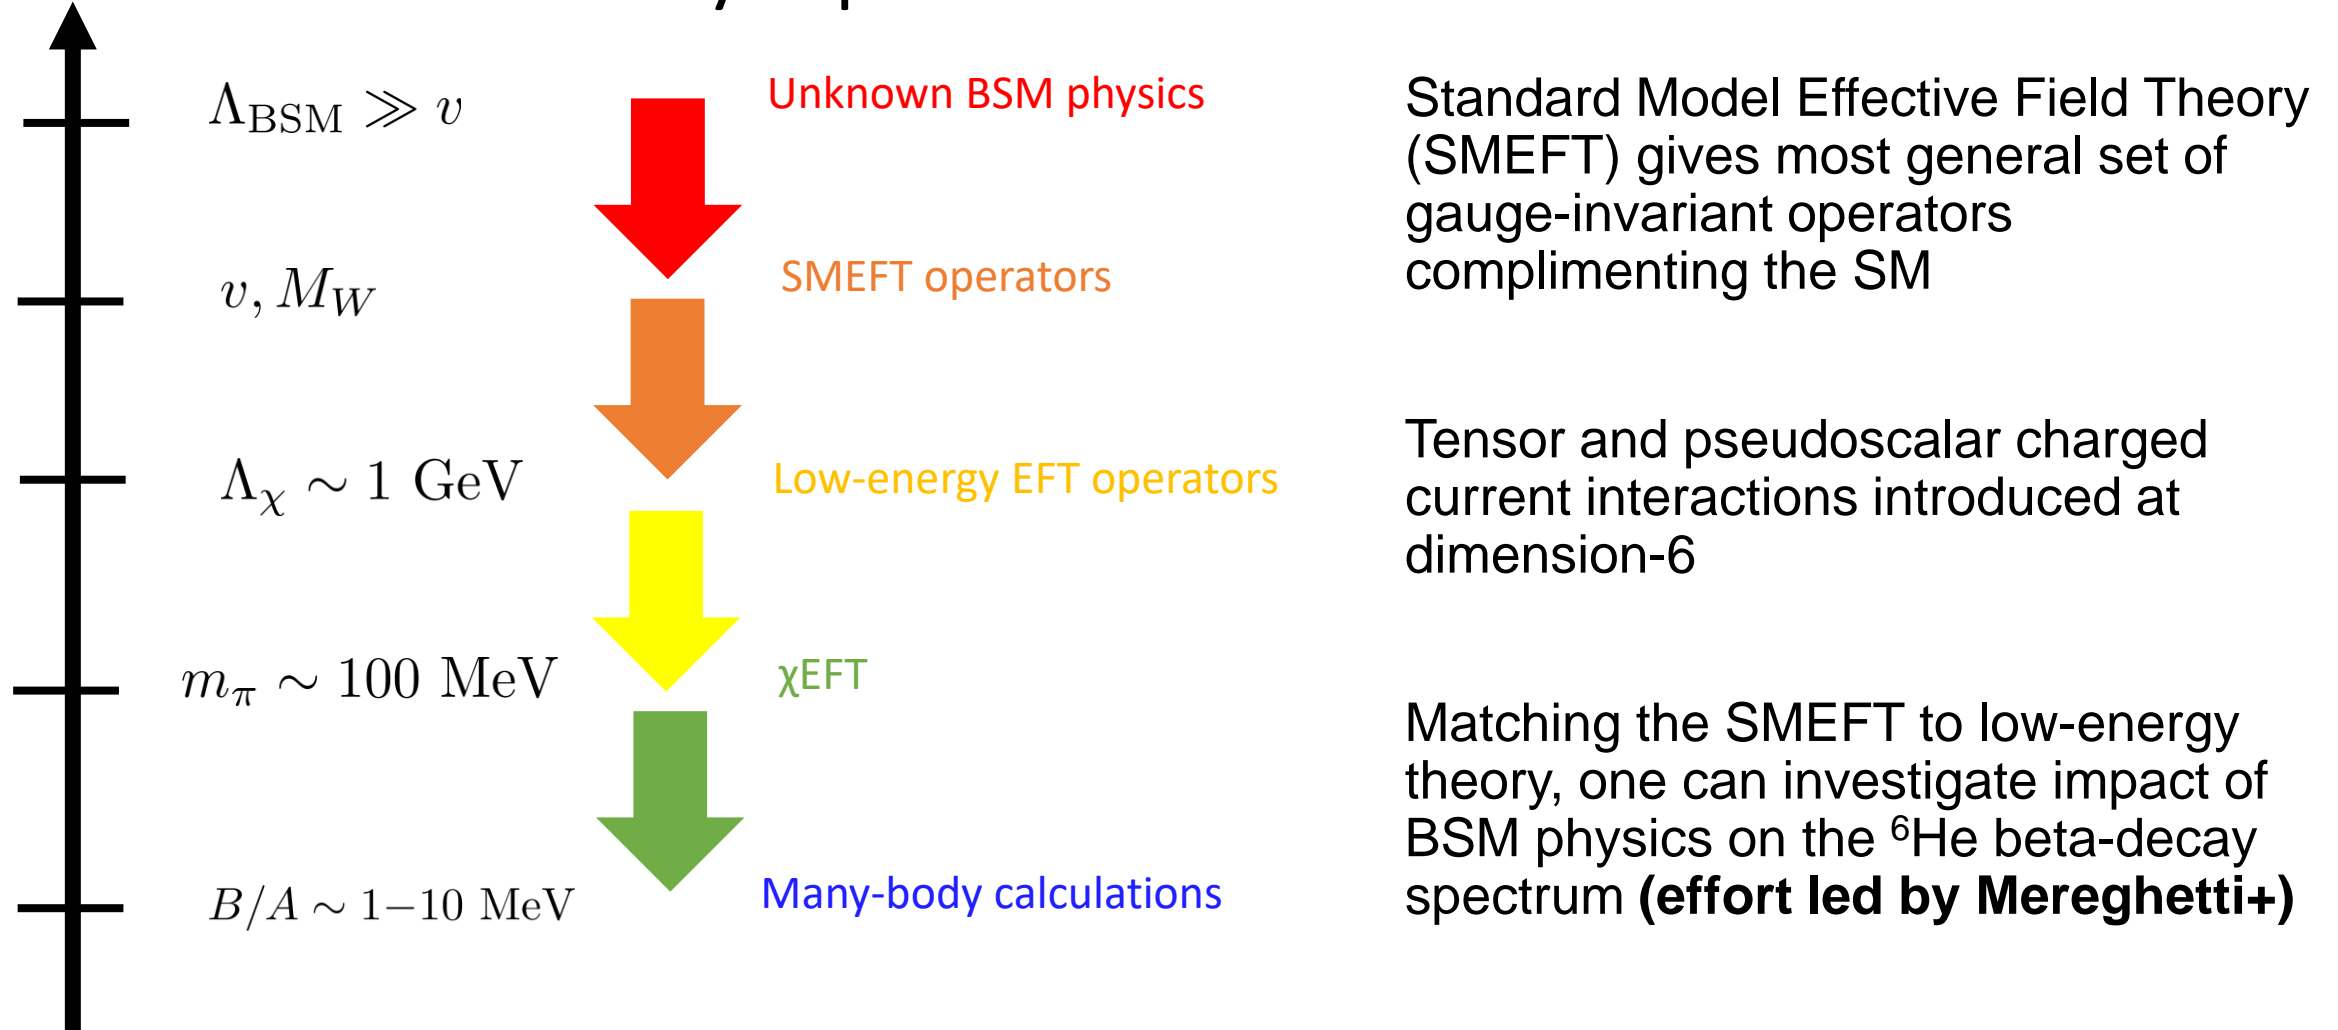 Λ_BSM ≫ v
Unknown BSM physics
v, M_W
SMEFT operators
Λ_χ ∼ 1 GeV
Low-energy EFT operators
m_π ∼ 100 MeV
χEFT
B/A ∼ 1−10 MeV
Many-body calculations
Standard Model Effective Field Theory
(SMEFT) gives most general set of
gauge-invariant operators
complimenting the SM
Tensor and pseudoscalar charged
current interactions introduced at
dimension-6
Matching the SMEFT to low-energy
theory, one can investigate impact of
BSM physics on the ⁶He beta-decay
spectrum (effort led by Mereghetti+)